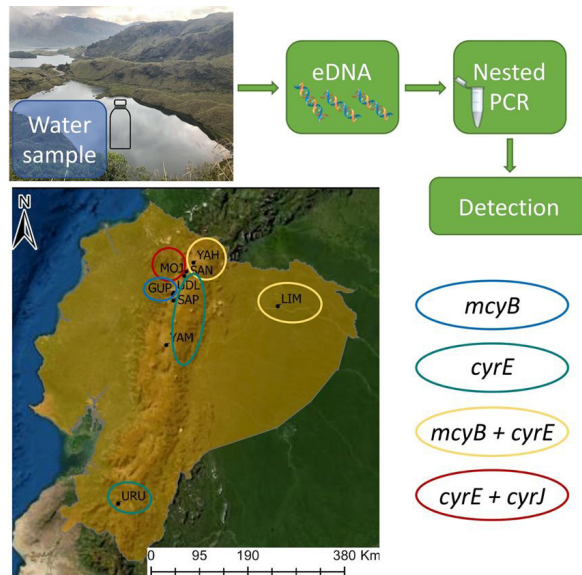 Water
sample
eDNA
Nested
PCR
Detection
N
YAH
MOJ
SAN
UDL
GUP
SAP
LIM
YAM
URU
0 95 190 380 Km
mcyB
cyrE
mcyB + cyrE
cyrE + cyrJ